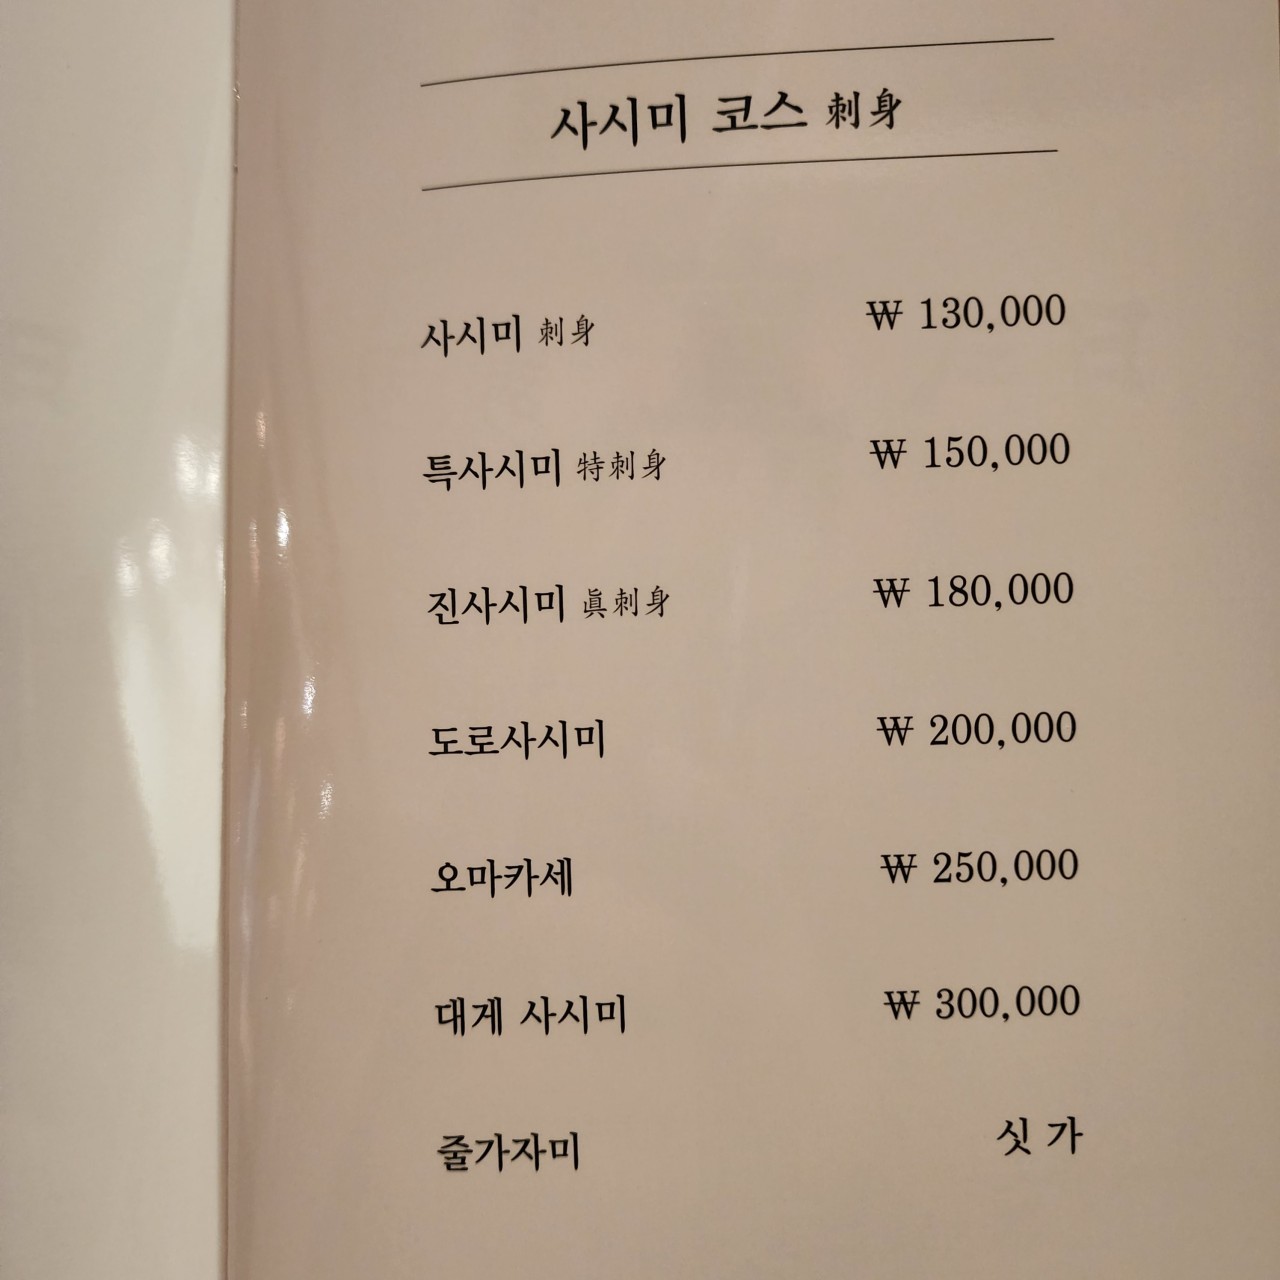 사시미 코스 刺身
사시미 刺身 ₩ 130,000
특사시미 特刺身 ₩ 150,000
진사시미 眞刺身 ₩ 180,000
도로사시미 ₩ 200,000
오마카세 ₩ 250,000
대게 사시미 ₩ 300,000
줄가자미 싯 가